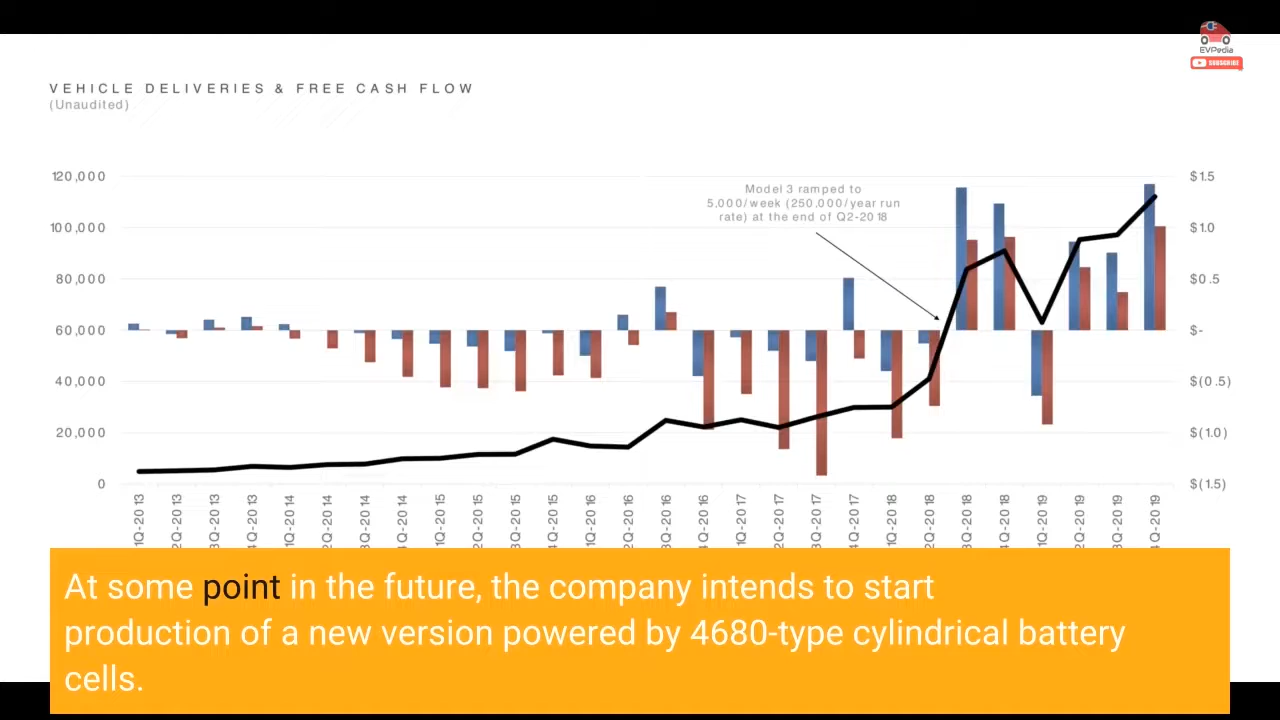 EVPedia
SUBSCRIBE
VEHICLE DELIVERIES & FREE CASH FLOW
(Unaudited)
120,000
100,000
80,000
60,000
40,000
20,000
0
Model 3 ramped to
5,000/week (250.000/year run
rate) at the end of Q2-2018
$1.5
$1.0
$0.5
$-
$(0.5)
$(1.0)
$(1.5)
1Q-2013
2Q-2013
3Q-2013
4Q-2013
1Q-2014
2Q-2014
3Q-2014
4Q-2014
1Q-2015
2Q-2015
3Q-2015
4Q-2015
1Q-2016
2Q-2016
3Q-2016
4Q-2016
1Q-2017
2Q-2017
3Q-2017
4Q-2017
1Q-2018
2Q-2018
3Q-2018
4Q-2018
1Q-2019
2Q-2019
3Q-2019
4Q-2019
At some point in the future, the company intends to start
production of a new version powered by 4680-type cylindrical battery
cells.